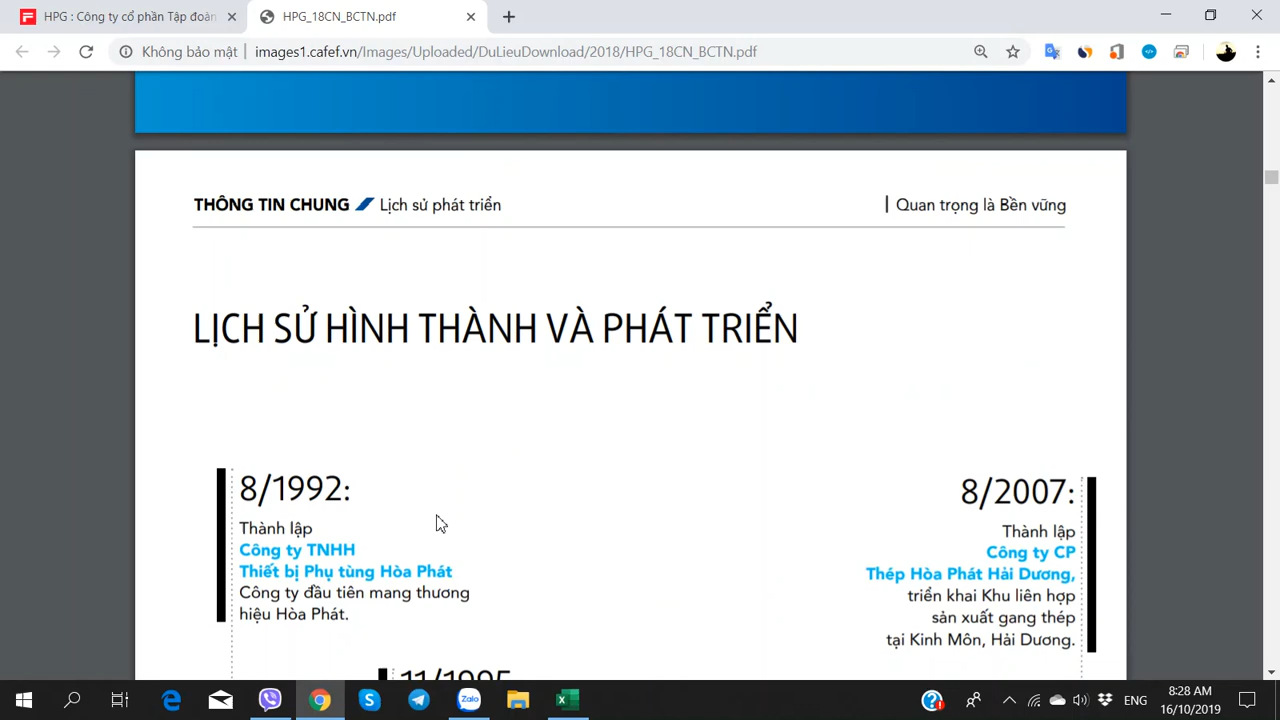 HPG : Công ty cổ phần Tập đoàn
HPG_18CN_BCTN.pdf
Không bảo mật
images1.cafef.vn/Images/Uploaded/DuLieuDownload/2018/HPG_18CN_BCTN.pdf
THÔNG TIN CHUNG Lịch sử phát triển
Quan trọng là Bền vững
LỊCH SỬ HÌNH THÀNH VÀ PHÁT TRIỂN
8/1992:
Thành lập
Công ty TNHH
Thiết bị Phụ tùng Hòa Phát
Công ty đầu tiên mang thương
hiệu Hòa Phát.
8/2007:
Thành lập
Công ty CP
Thép Hòa Phát Hải Dương,
triển khai Khu liên hợp
sản xuất gang thép
tại Kinh Môn, Hải Dương.
11/1995
Zalo
ENG
8:28 AM
16/10/2019